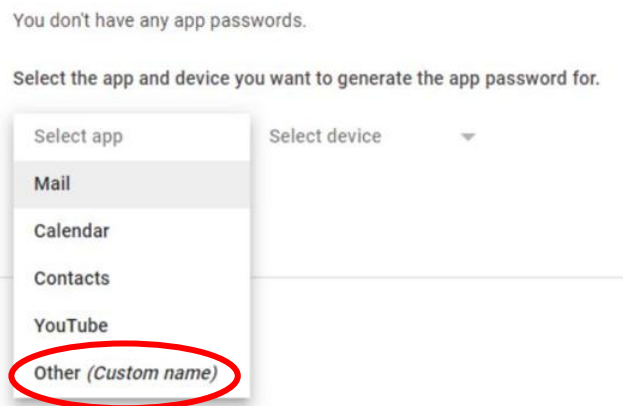 You don't have any app passwords.
Select the app and device you want to generate the app password for.
Select app
Select device
Mail
Calendar
Contacts
YouTube
Other (Custom name)